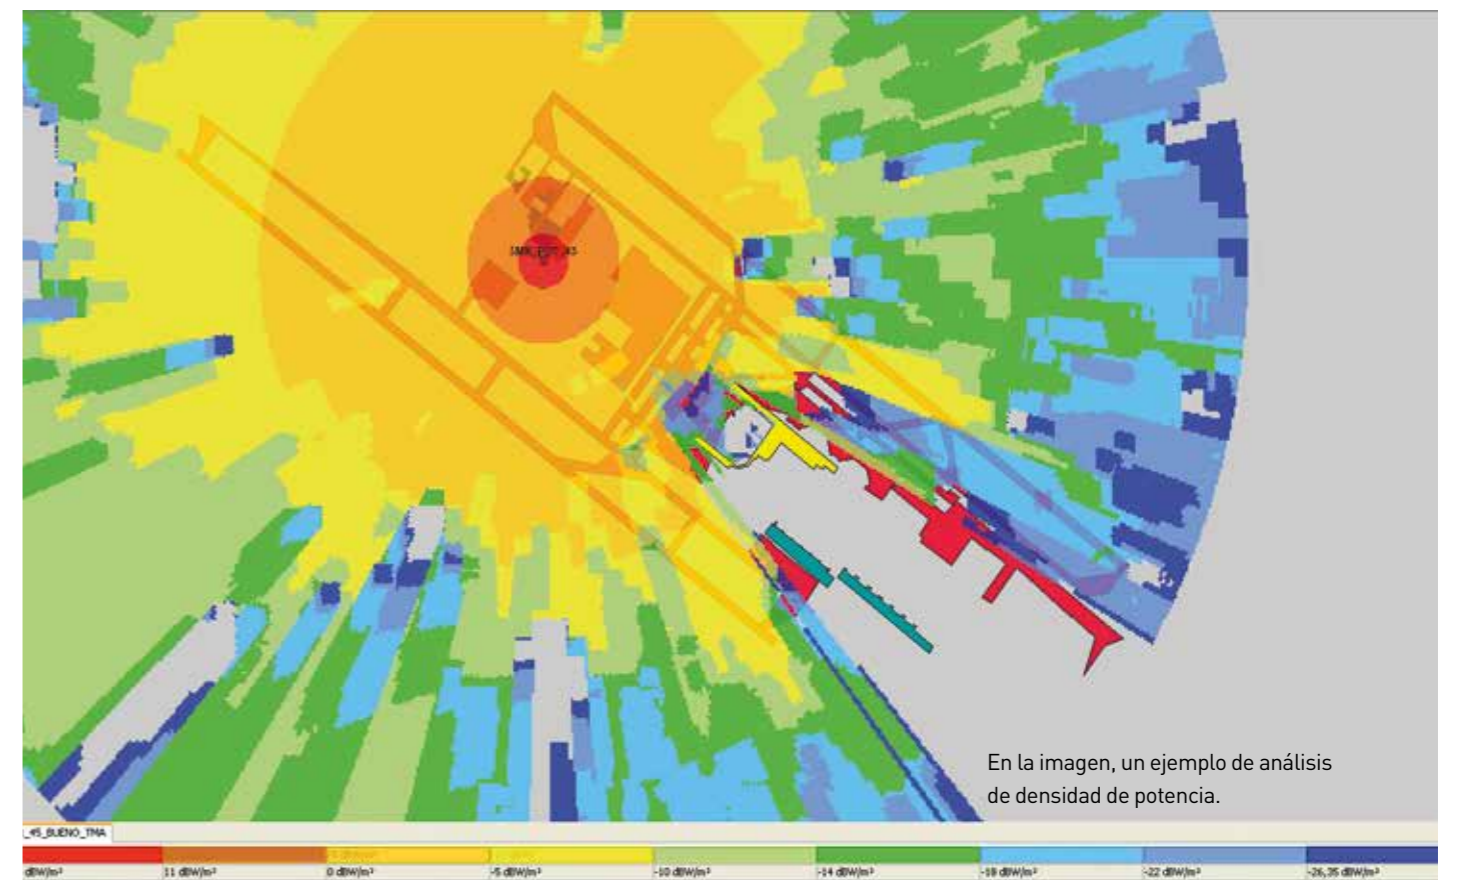 En la imagen, un ejemplo de análisis
de densidad de potencia.
_45_BUENO_TMA
dBW/m²
11 dBW/m²
0 dBW/m²
-5 dBW/m²
-10 dBW/m²
-14 dBW/m²
-18 dBW/m²
-22 dBW/m²
-26,35 dBW/m²